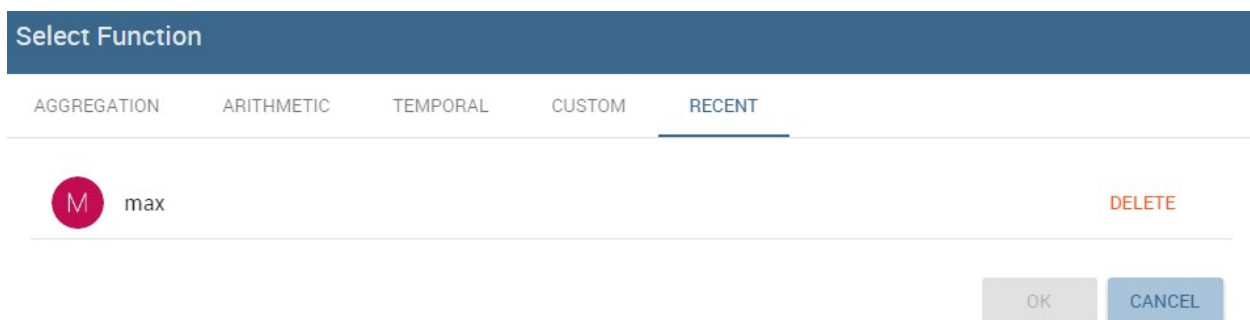 Select Function
AGGREGATION ARITHMETIC TEMPORAL CUSTOM RECENT
M max DELETE
OK CANCEL